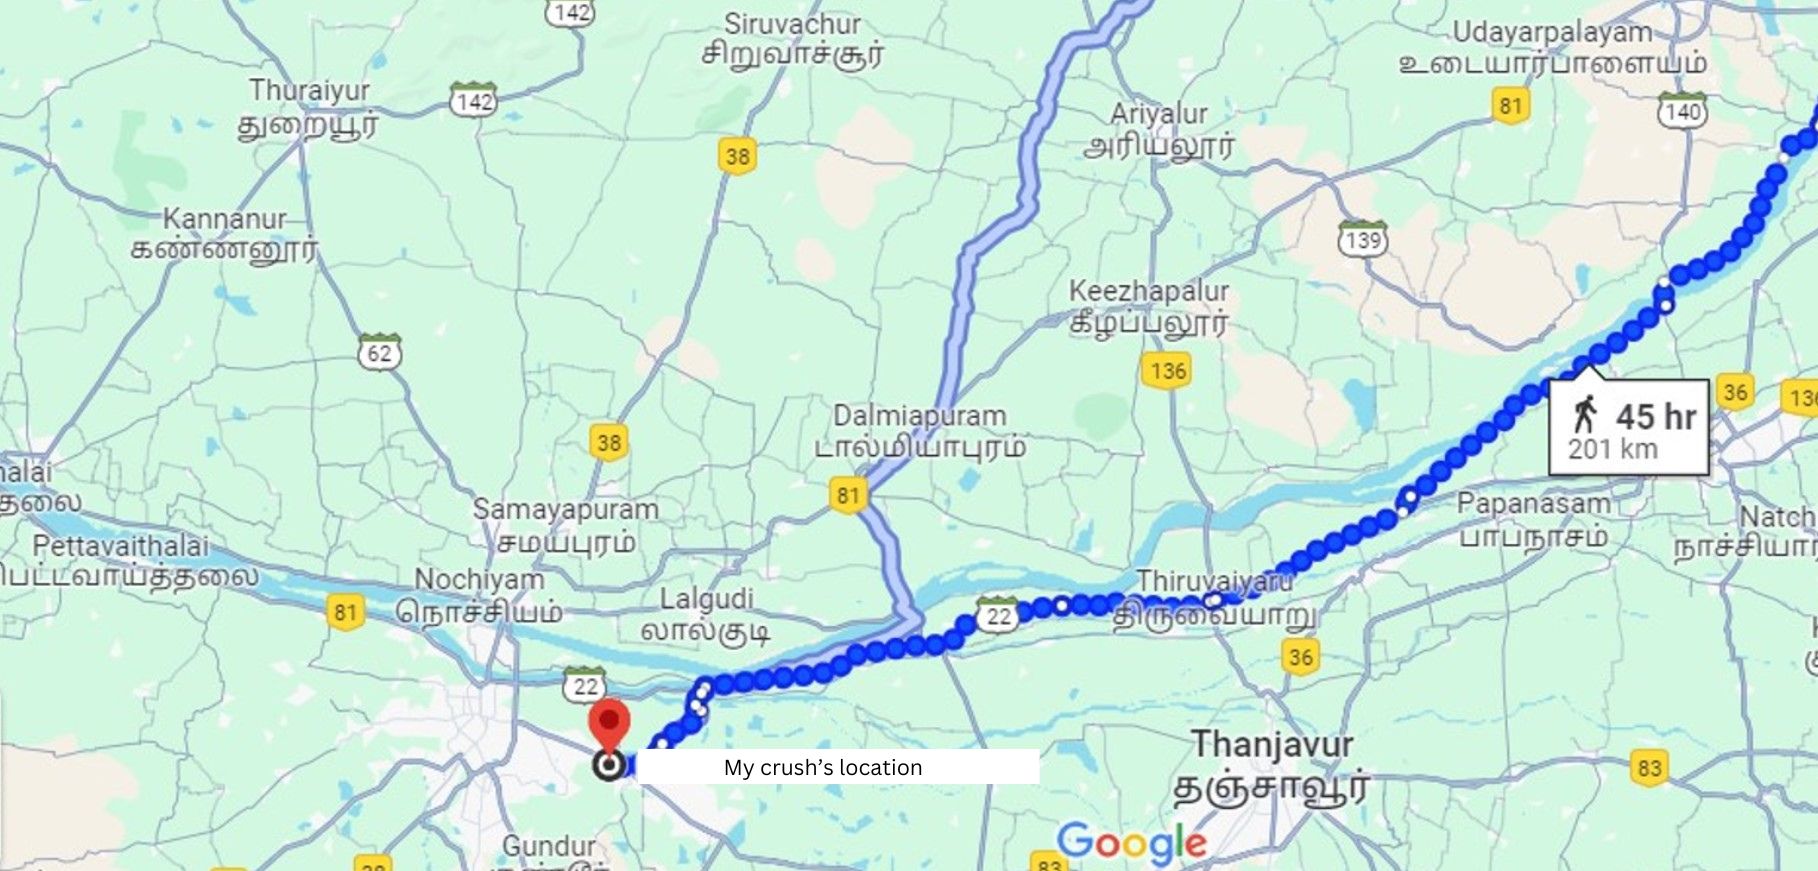 142
Siruvachur
சிறுவாச்சூர்
Udayarpalayam
உடையார்பாளையம்
Thuraiyur
துறையூர்
142
81
140
Ariyalur
அரியலூர்
38
Kannanur
கண்ணனூர்
139
Keezhapalur
கீழப்பலூர்
62
136
36
136
45 hr
201 km
Dalmiapuram
டால்மியாபுரம்
38
81
Samayapuram
சமயபுரம்
Papanasam
பாபநாசம்
Pettavaithalai
பெட்டவாய்த்தலை
Nochiyam
நொச்சியம்
81
Lalgudi
லால்குடி
22
Thiruvaiyaru
திருவையாறு
36
22
Thanjavur
தஞ்சாவூர்
My crush’s location
83
Gundur
Google
83